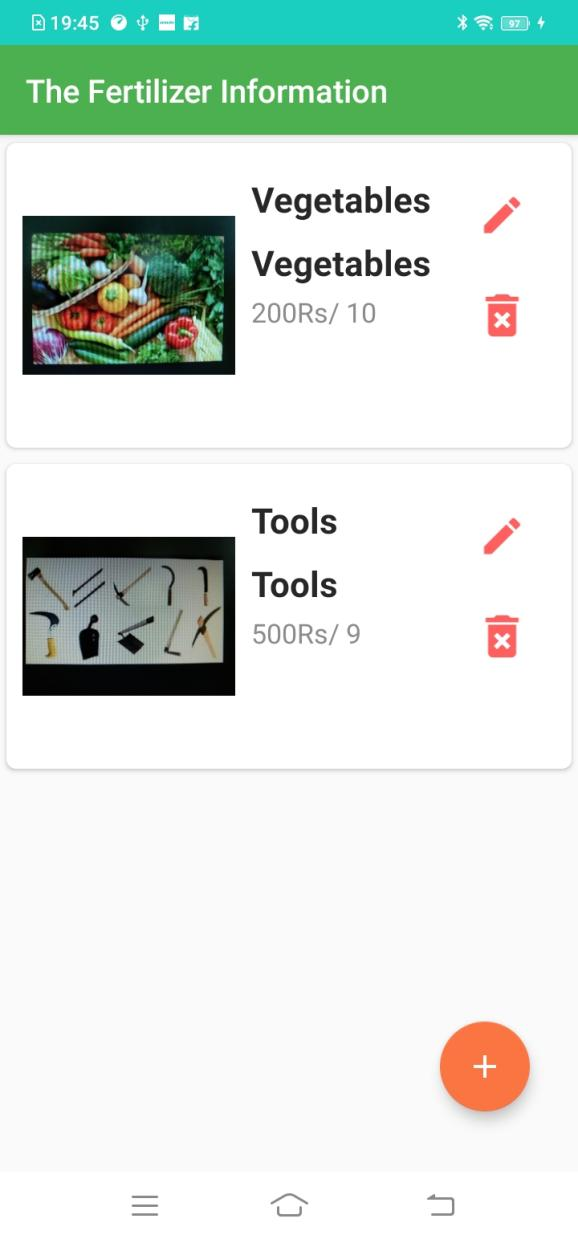 19:45
97
The Fertilizer Information
Vegetables
Vegetables
200Rs/ 10
Tools
Tools
500Rs/ 9
+